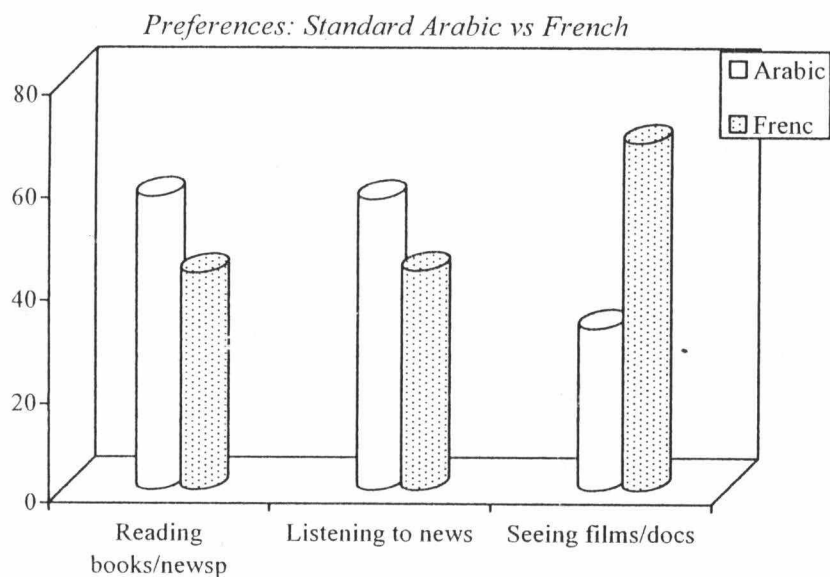 Preferences: Standard Arabic vs French
Arabic
Frenc
80
60
40
20
0
Reading
books/newsp
Listening to news
Seeing films/docs